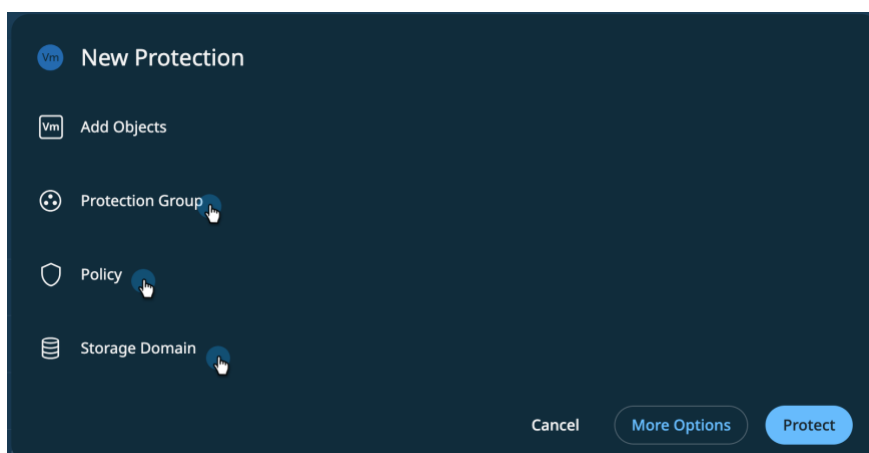 Vm New Protection
Vm Add Objects
Protection Group
Policy
Storage Domain
Cancel More Options Protect